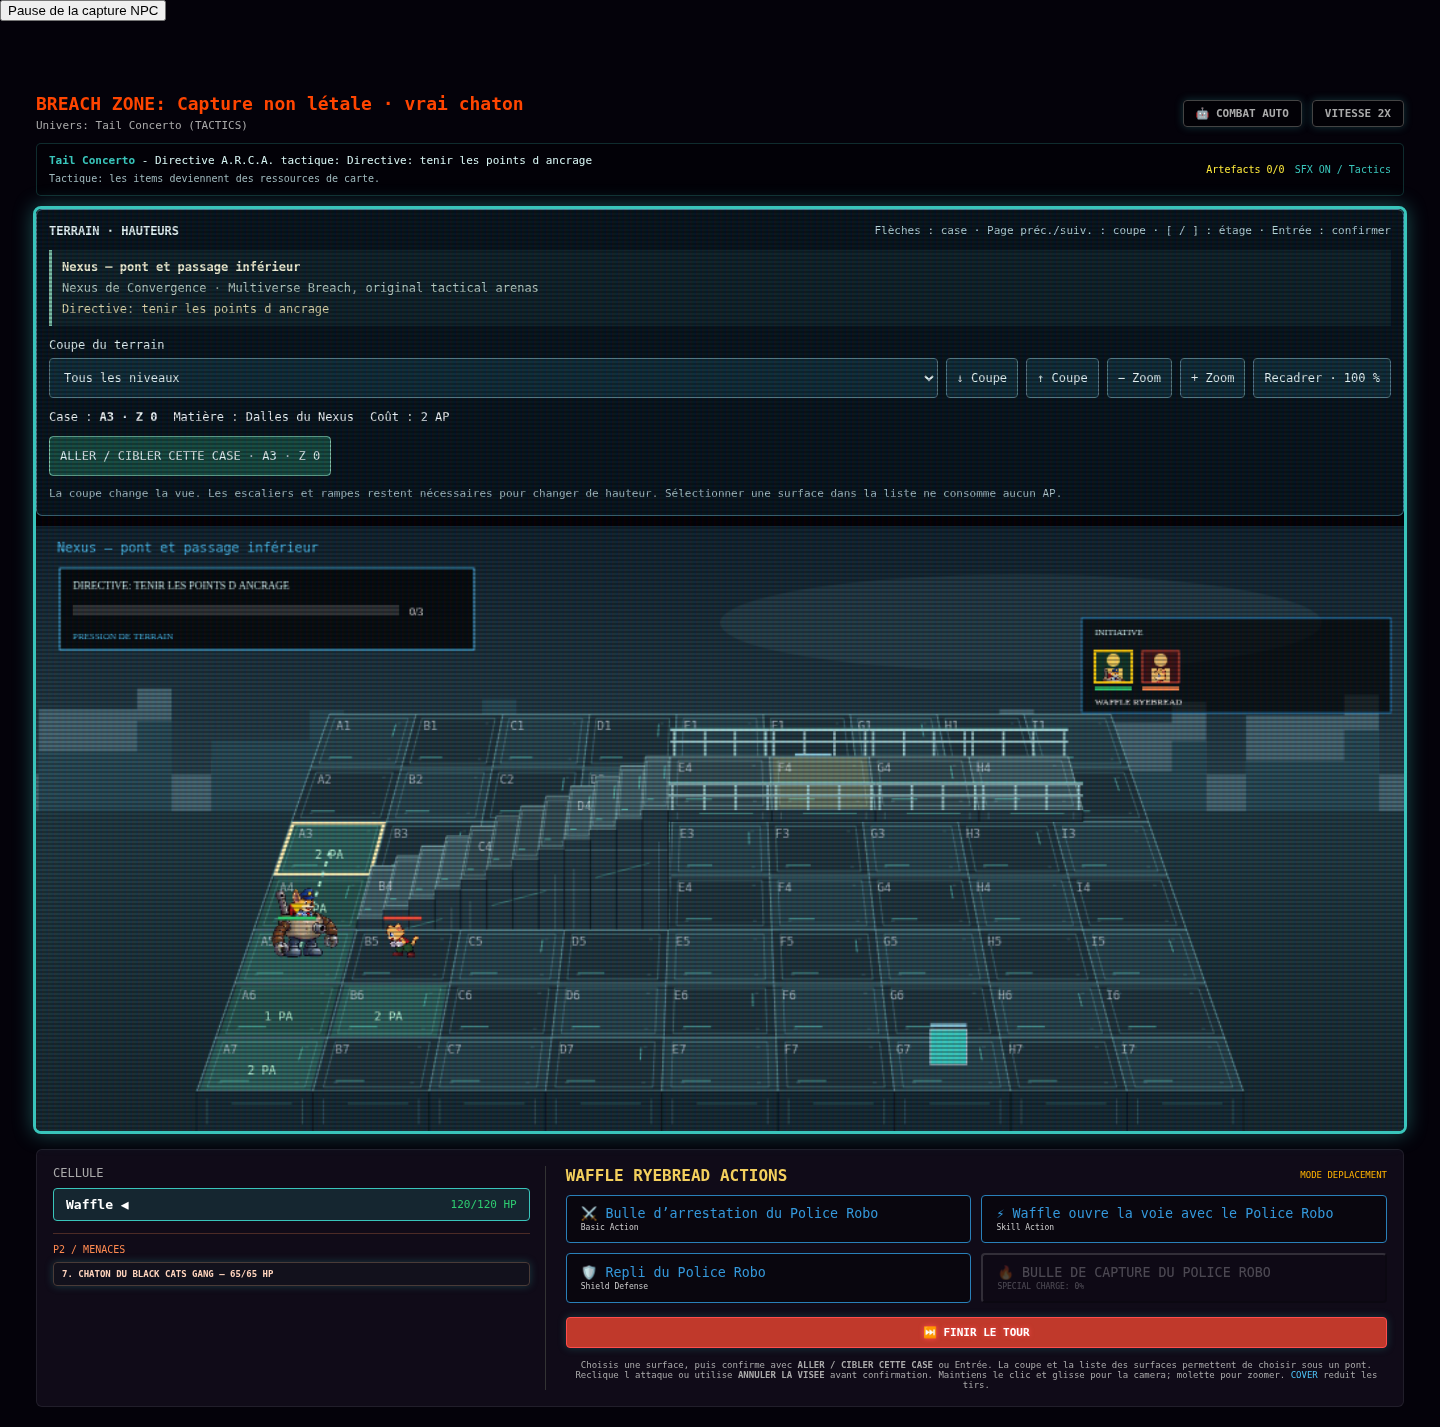 Pause de la capture NPC
BREACH ZONE: Capture non létale · vrai chaton
Univers: Tail Concerto (TACTICS)
🤖 COMBAT AUTO
VITESSE 2X
Tail Concerto - Directive A.R.C.A. tactique: Directive: tenir les points d ancrage
Tactique: les items deviennent des ressources de carte.
Artefacts 0/0 SFX ON / Tactics
TERRAIN · HAUTEURS
Flèches : case · Page préc./suiv. : coupe · [ / ] : étage · Entrée : confirmer
Nexus — pont et passage inférieur
Nexus de Convergence · Multiverse Breach, original tactical arenas
Directive: tenir les points d ancrage
Coupe du terrain
Tous les niveaux
↓ Coupe
↑ Coupe
− Zoom
+ Zoom
Recadrer · 100 %
Case : A3 · Z 0 Matière : Dalles du Nexus Coût : 2 AP
ALLER / CIBLER CETTE CASE · A3 · Z 0
La coupe change la vue. Les escaliers et rampes restent nécessaires pour changer de hauteur. Sélectionner une surface dans la liste ne consomme aucun AP.
Nexus — pont et passage inférieur
DIRECTIVE: TENIR LES POINTS D ANCRAGE
0/3
PRESSION DE TERRAIN
INITIATIVE
WAFFLE RYEBREAD
A1 B1 C1 D1 E1 F1 G1 H1 I1
A2 B2 C2 E4 F4 G4 H4
D4
A3 B3 C4 E3 F3 G3 H3 I3
2 PA
A4 B4 E4 F4 G4 H4 I4
PA
B5 C5 D5 E5 F5 G5 H5 I5
A6 B6 C6 D6 E6 F6 G6 H6 I6
1 PA 2 PA
A7 B7 C7 D7 E7 F7 G7 H7 I7
2 PA
CELLULE
Waffle ◀ 120/120 HP
P2 / MENACES
7. CHATON DU BLACK CATS GANG — 65/65 HP
WAFFLE RYEBREAD ACTIONS
MODE DEPLACEMENT
⚔️ Bulle d’arrestation du Police Robo
Basic Action
⚡ Waffle ouvre la voie avec le Police Robo
Skill Action
🛡️ Repli du Police Robo
Shield Defense
🔥 BULLE DE CAPTURE DU POLICE ROBO
SPECIAL CHARGE: 0%
⏩ FINIR LE TOUR
Choisis une surface, puis confirme avec ALLER / CIBLER CETTE CASE ou Entrée. La coupe et la liste des surfaces permettent de choisir sous un pont.
Reclique l attaque ou utilise ANNULER LA VISEE avant confirmation. Maintiens le clic et glisse pour la camera; molette pour zoomer. COVER reduit les
tirs.